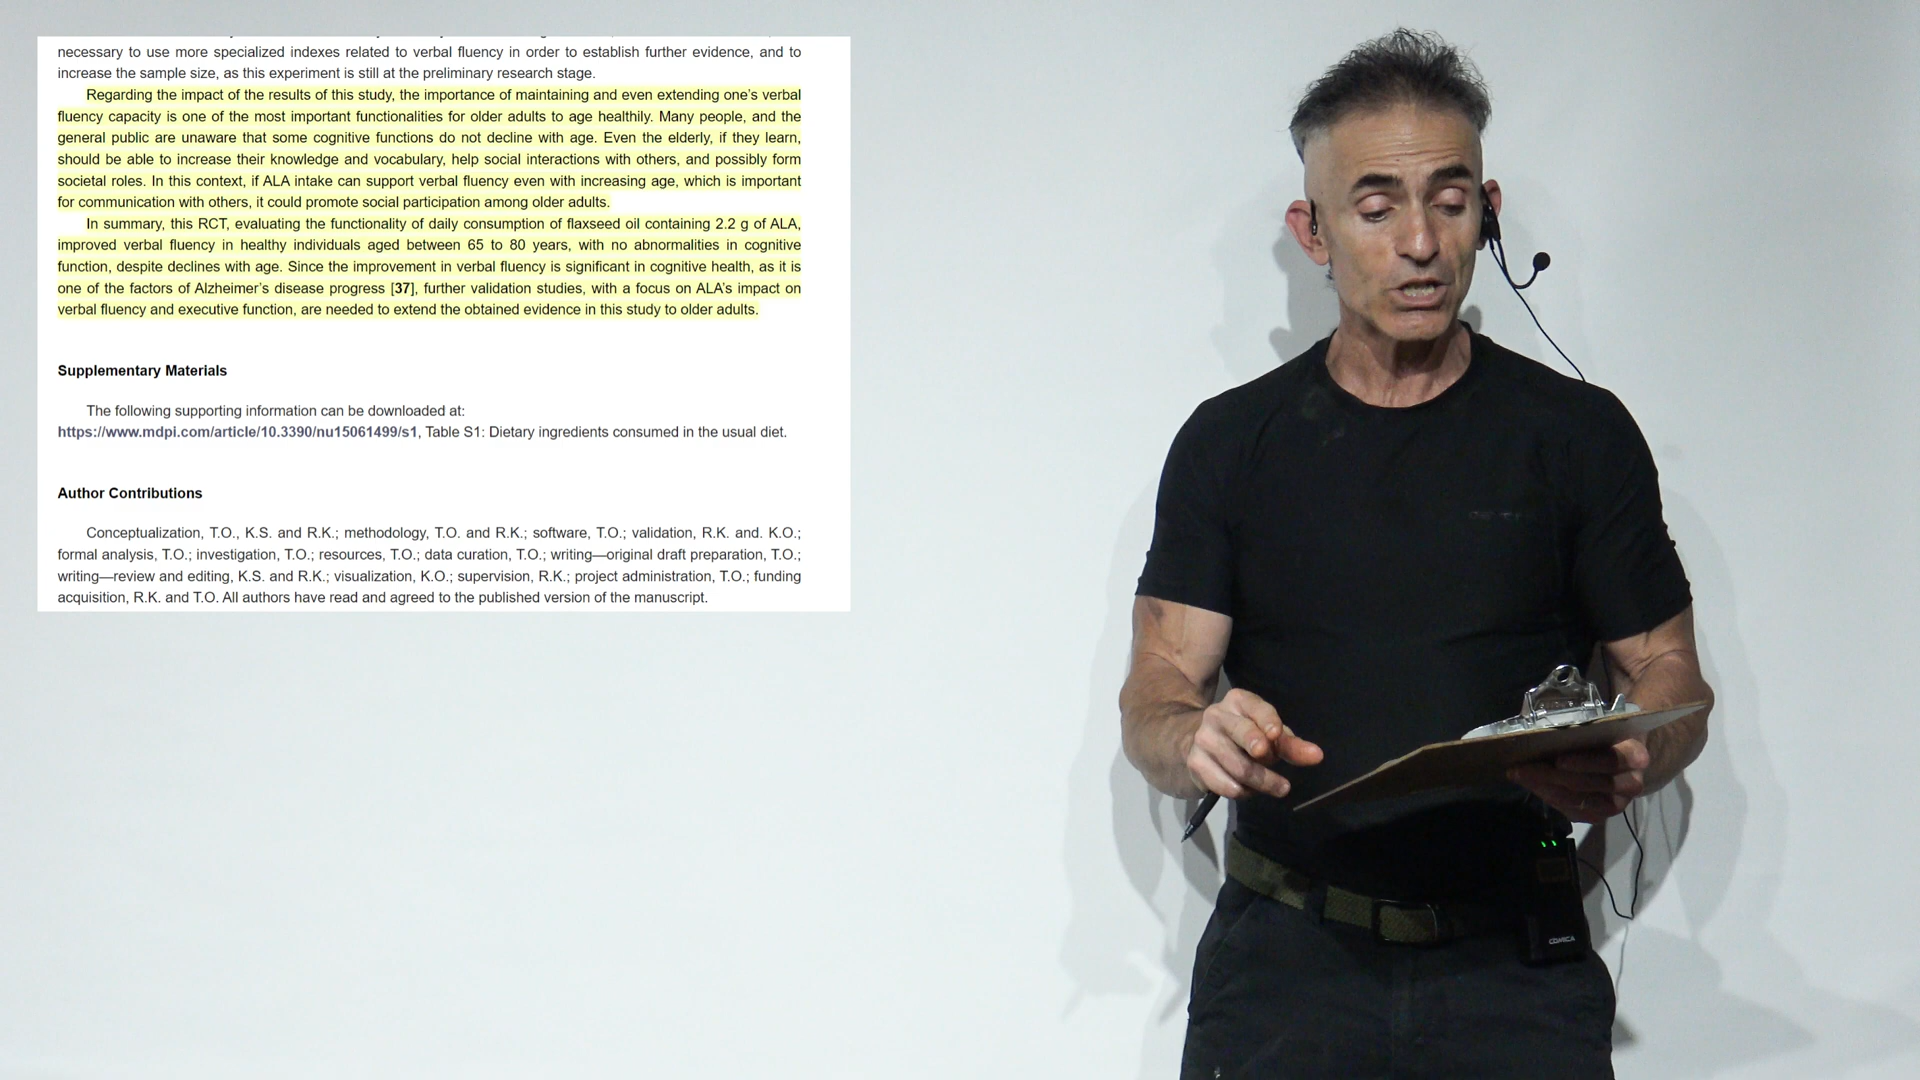 necessary to use more specialized indexes related to verbal fluency in order to establish further evidence, and to
increase the sample size, as this experiment is still at the preliminary research stage.
Regarding the impact of the results of this study, the importance of maintaining and even extending one’s verbal
fluency capacity is one of the most important functionalities for older adults to age healthily. Many people, and the
general public are unaware that some cognitive functions do not decline with age. Even the elderly, if they learn,
should be able to increase their knowledge and vocabulary, help social interactions with others, and possibly form
societal roles. In this context, if ALA intake can support verbal fluency even with increasing age, which is important
for communication with others, it could promote social participation among older adults.
In summary, this RCT, evaluating the functionality of daily consumption of flaxseed oil containing 2.2 g of ALA,
improved verbal fluency in healthy individuals aged between 65 to 80 years, with no abnormalities in cognitive
function, despite declines with age. Since the improvement in verbal fluency is significant in cognitive health, as it is
one of the factors of Alzheimer’s disease progress [37], further validation studies, with a focus on ALA’s impact on
verbal fluency and executive function, are needed to extend the obtained evidence in this study to older adults.
Supplementary Materials
The following supporting information can be downloaded at:
https://www.mdpi.com/article/10.3390/nu15061499/s1, Table S1: Dietary ingredients consumed in the usual diet.
Author Contributions
Conceptualization, T.O., K.S. and R.K.; methodology, T.O. and R.K.; software, T.O.; validation, R.K. and. K.O.;
formal analysis, T.O.; investigation, T.O.; resources, T.O.; data curation, T.O.; writing—original draft preparation, T.O.;
writing—review and editing, K.S. and R.K.; visualization, K.O.; supervision, R.K.; project administration, T.O.; funding
acquisition, R.K. and T.O. All authors have read and agreed to the published version of the manuscript.
COMICA